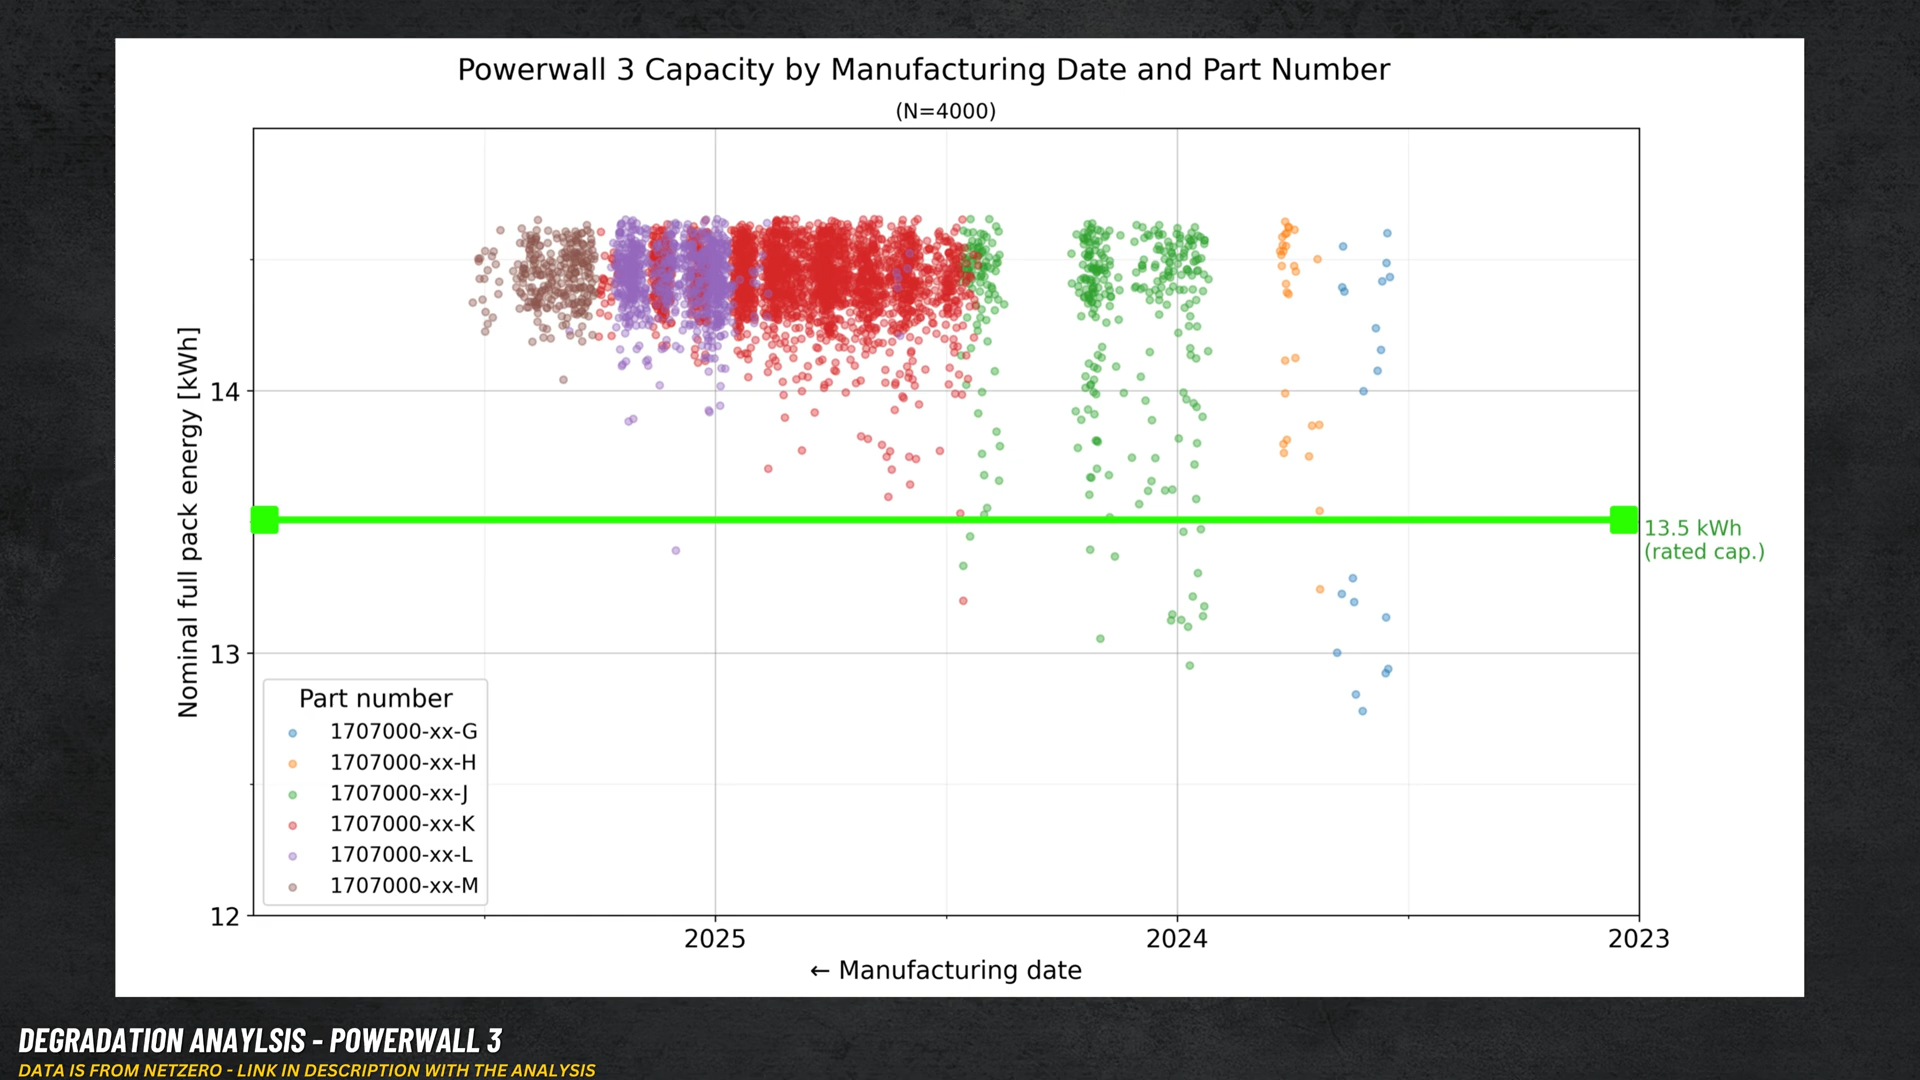 Powerwall 3 Capacity by Manufacturing Date and Part Number
(N=4000)
Nominal full pack energy [kWh]
14
13
12
13.5 kWh
(rated cap.)
Part number
1707000-xx-G
1707000-xx-H
1707000-xx-J
1707000-xx-K
1707000-xx-L
1707000-xx-M
2025
2024
2023
← Manufacturing date
DEGRADATION ANAYLSIS - POWERWALL 3
DATA IS FROM NETZERO - LINK IN DESCRIPTION WITH THE ANALYSIS